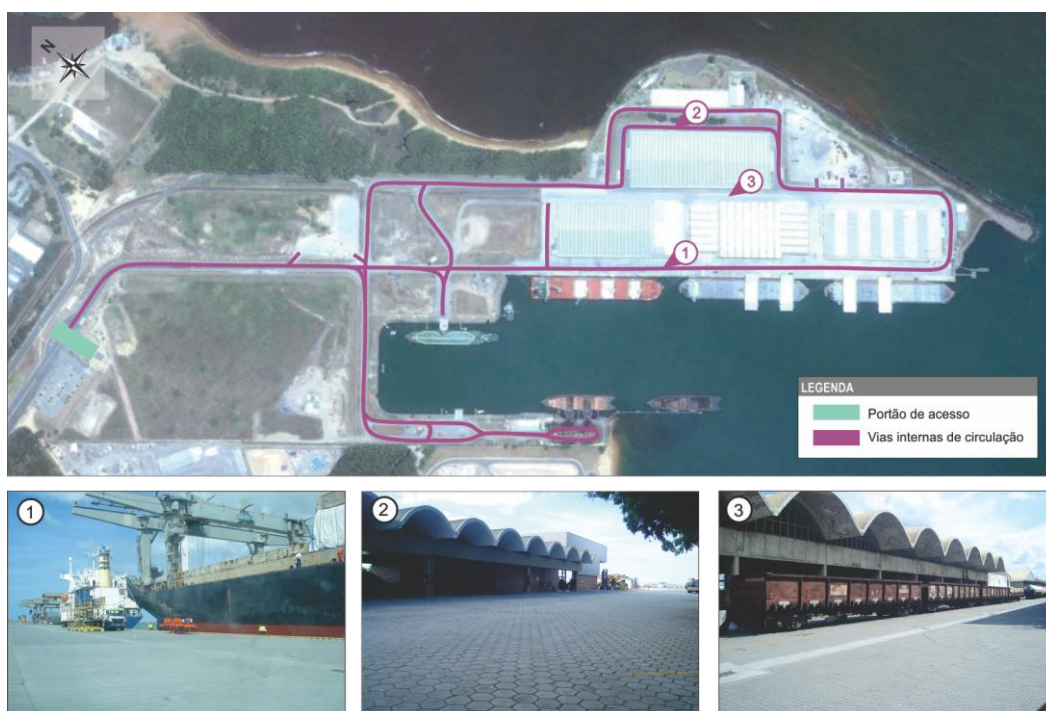 N
2
3
1
LEGENDA
Portão de acesso
Vias internas de circulação
1
2
3